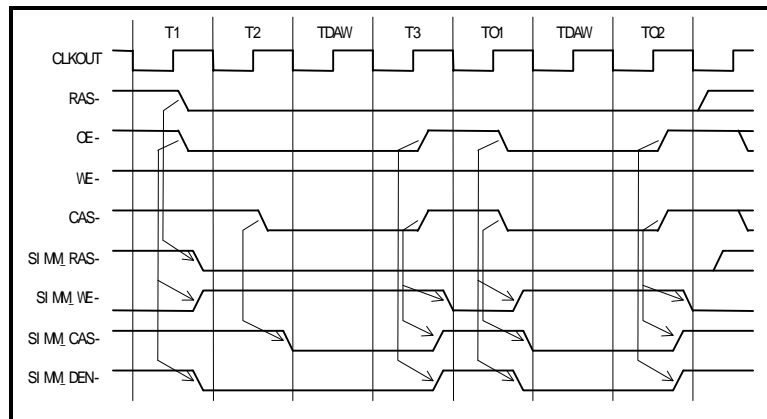 T1 T2 TDAW T3 TO1 TDAW TO2
CLKOUT
RAS-
OE-
WE-
CAS-
SIMM_RAS-
SIMM_WE-
SIMM_CAS-
SIMM_DEN-